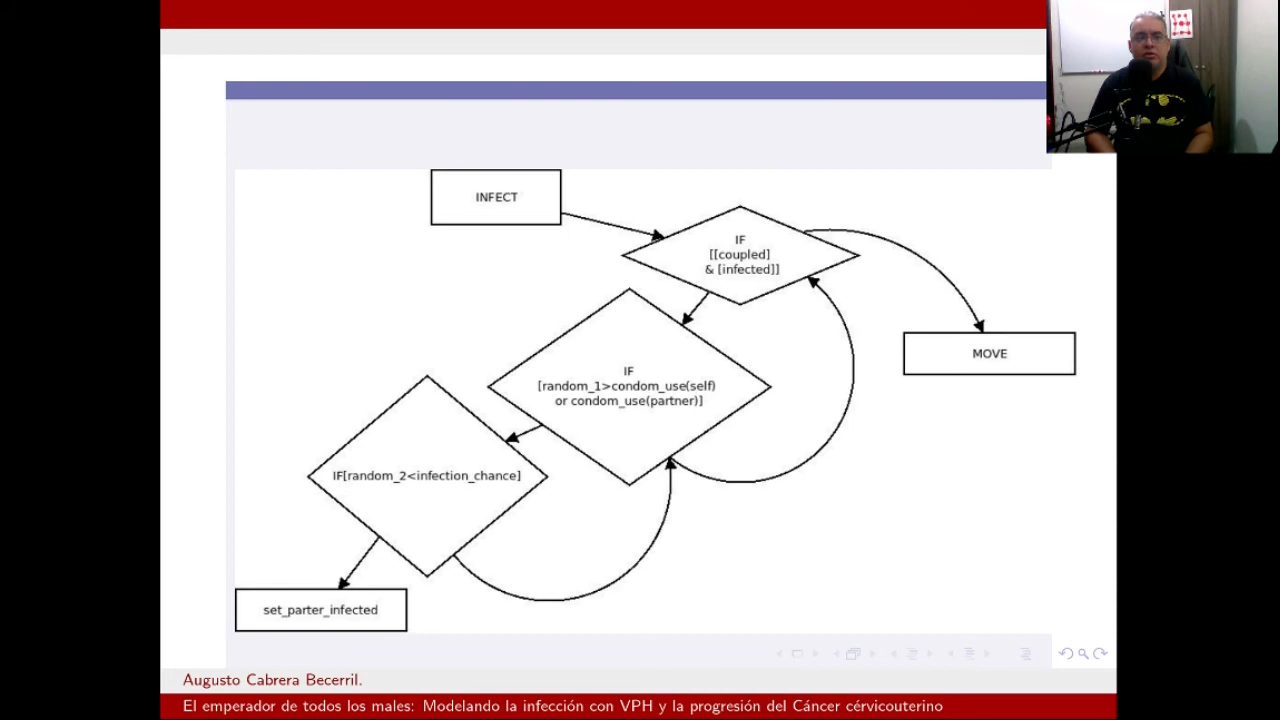 INFECT
IF
[[coupled]
& [infected]]
MOVE
IF
[random_1>condom_use(self)
or condom_use(partner)]
IF[random_2<infection_chance]
set_parter_infected
Augusto Cabrera Becerril.
El emperador de todos los males: Modelando la infección con VPH y la progresión del Cáncer cérvicouterino